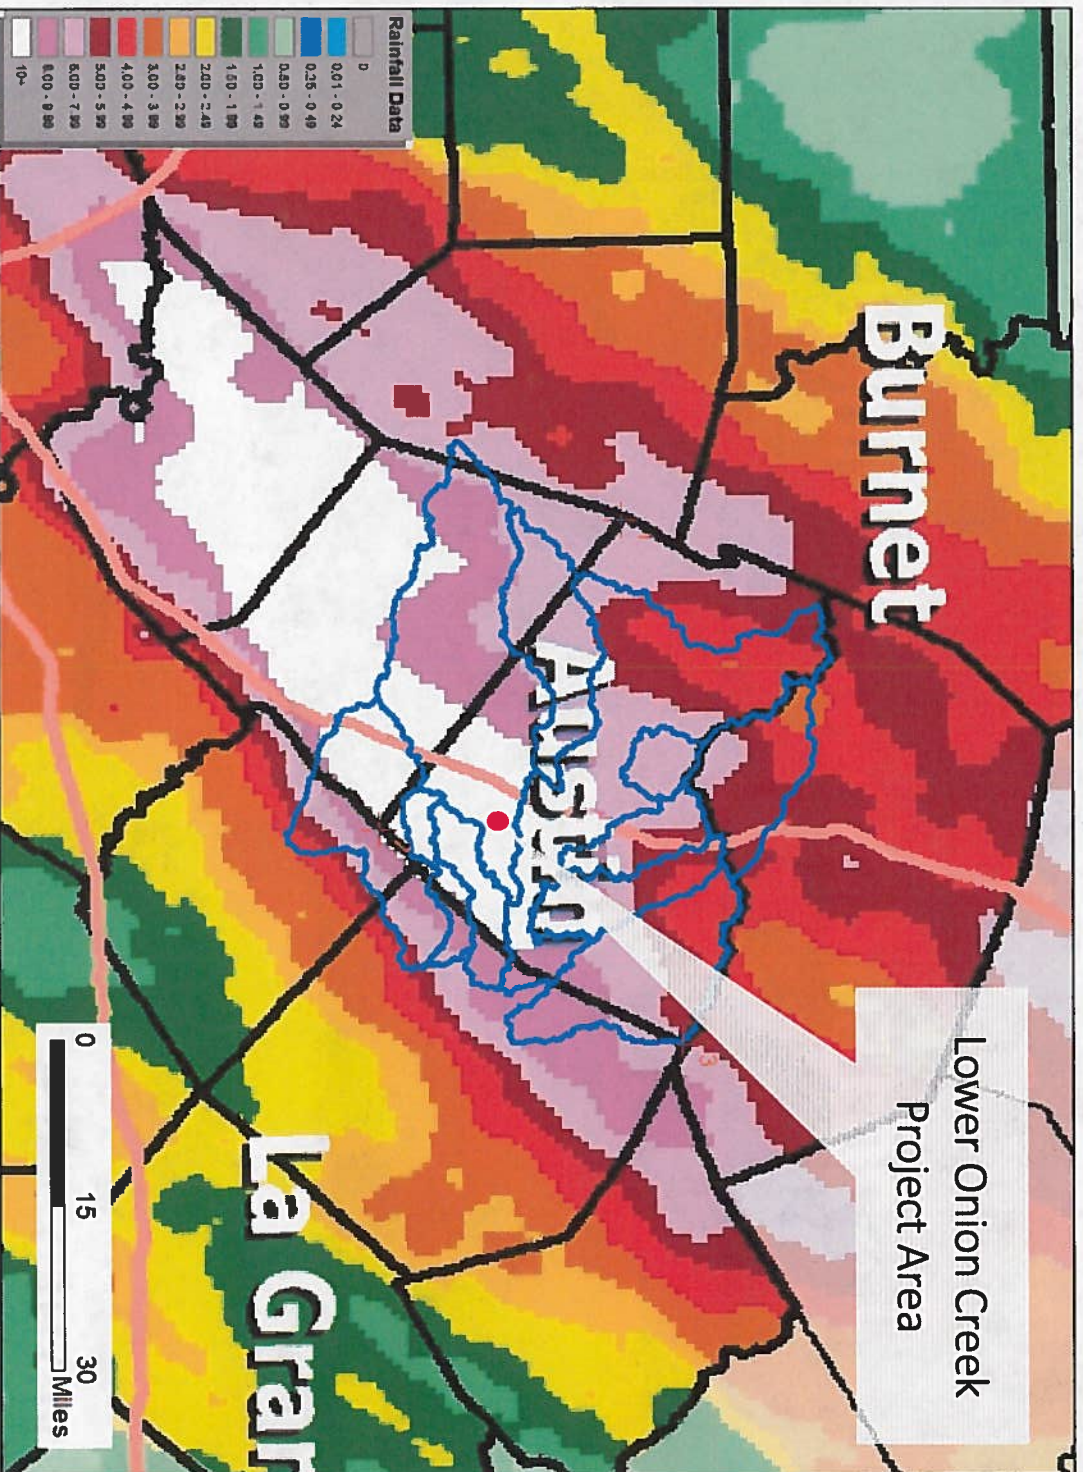 Burnet
Lower Onion Creek
Project Area
Austin
La Gran
Rainfall Data
0
0.01 - 0.24
0.25 - 0.49
0.50 - 0.99
1.00 - 1.49
1.50 - 1.99
2.00 - 2.49
2.50 - 2.99
3.00 - 3.99
4.00 - 4.99
5.00 - 5.99
6.00 - 7.99
8.00 - 9.99
10+
0 15 30
Miles